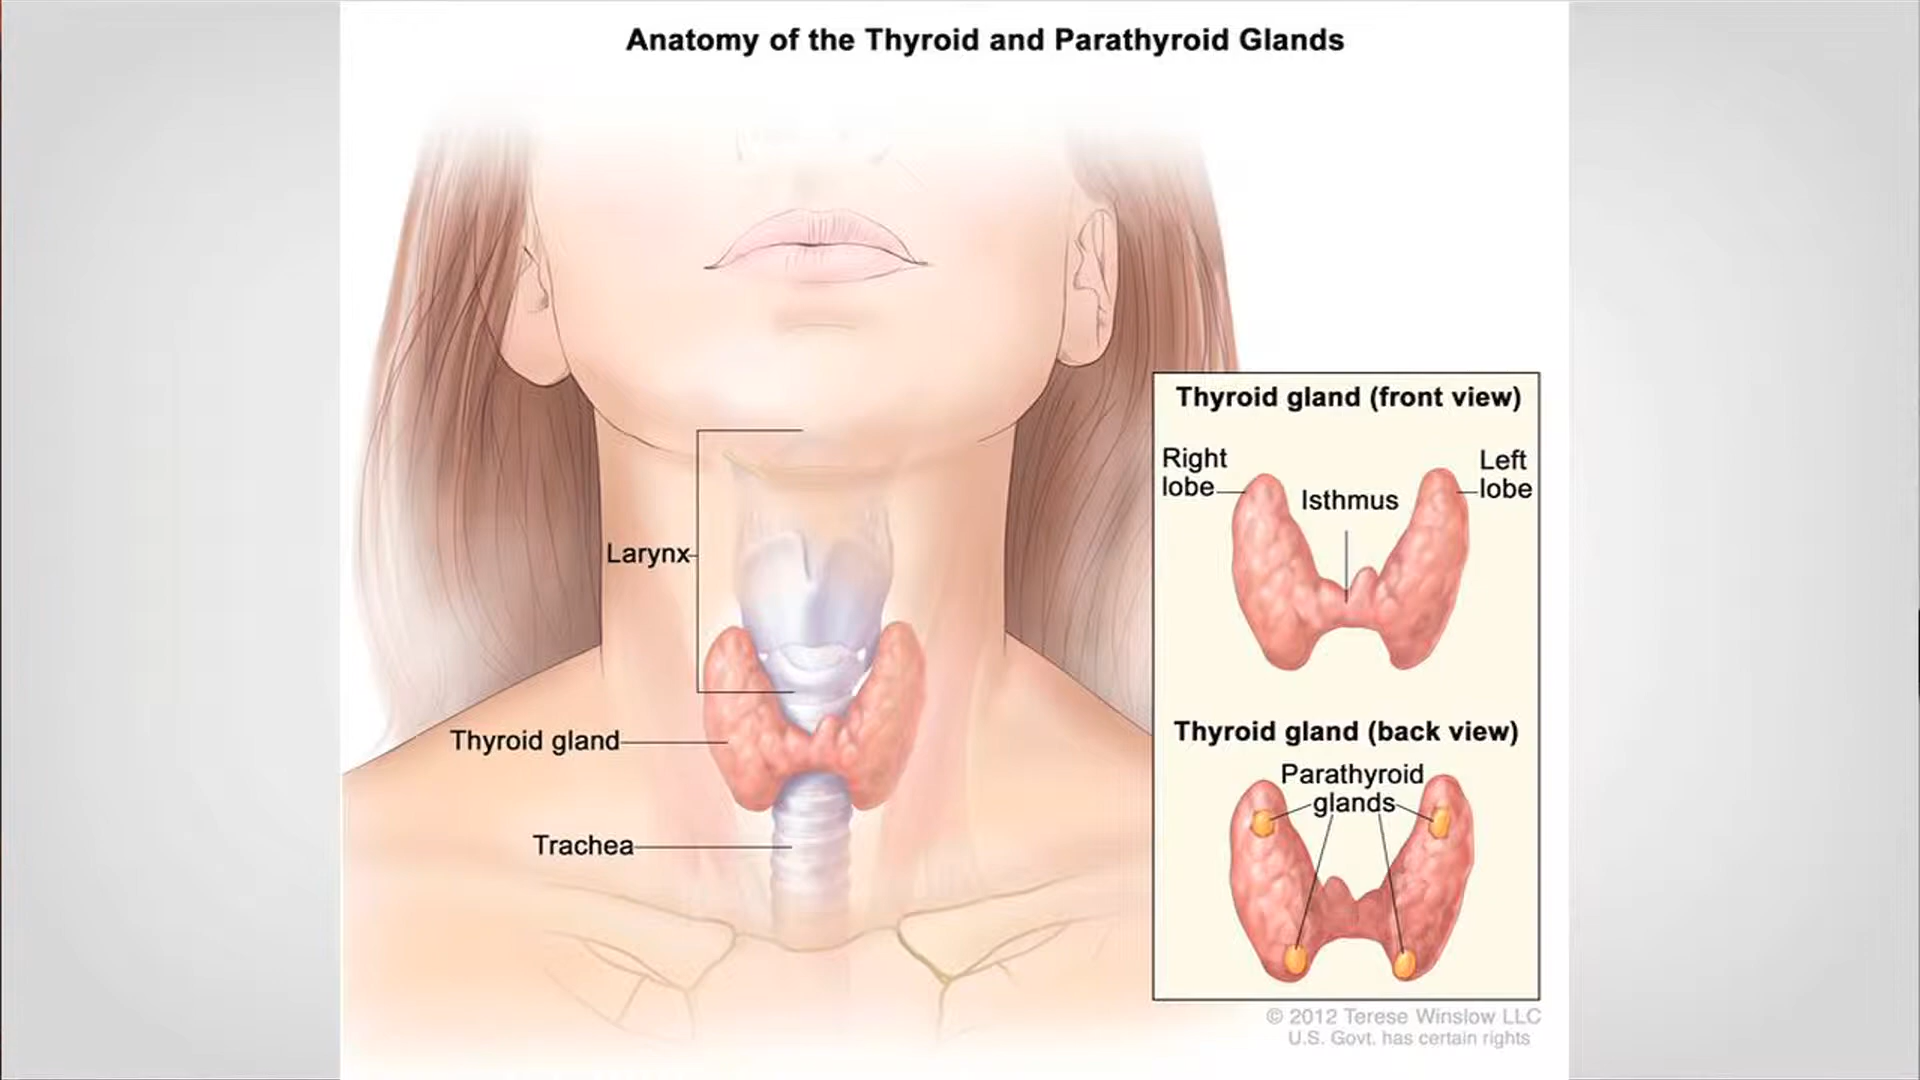 Anatomy of the Thyroid and Parathyroid Glands
Larynx
Thyroid gland
Trachea
Thyroid gland (front view)
Right
lobe
Isthmus
Left
lobe
Thyroid gland (back view)
Parathyroid
glands
© 2012 Terese Winslow LLC
U.S. Govt. has certain rights